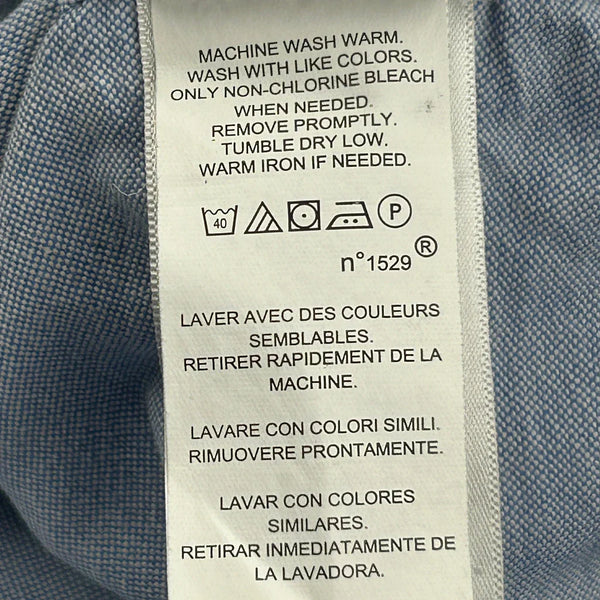 MACHINE WASH WARM.
WASH WITH LIKE COLORS.
ONLY NON-CHLORINE BLEACH
WHEN NEEDED.
REMOVE PROMPTLY.
TUMBLE DRY LOW.
WARM IRON IF NEEDED.
40 P
n°1529®
LAVER AVEC DES COULEURS
SEMBLABLES.
RETIRER RAPIDEMENT DE LA
MACHINE.
LAVARE CON COLORI SIMILI.
RIMUOVERE PRONTAMENTE.
LAVAR CON COLORES
SIMILARES.
RETIRAR INMEDIATAMENTE DE
LA LAVADORA.